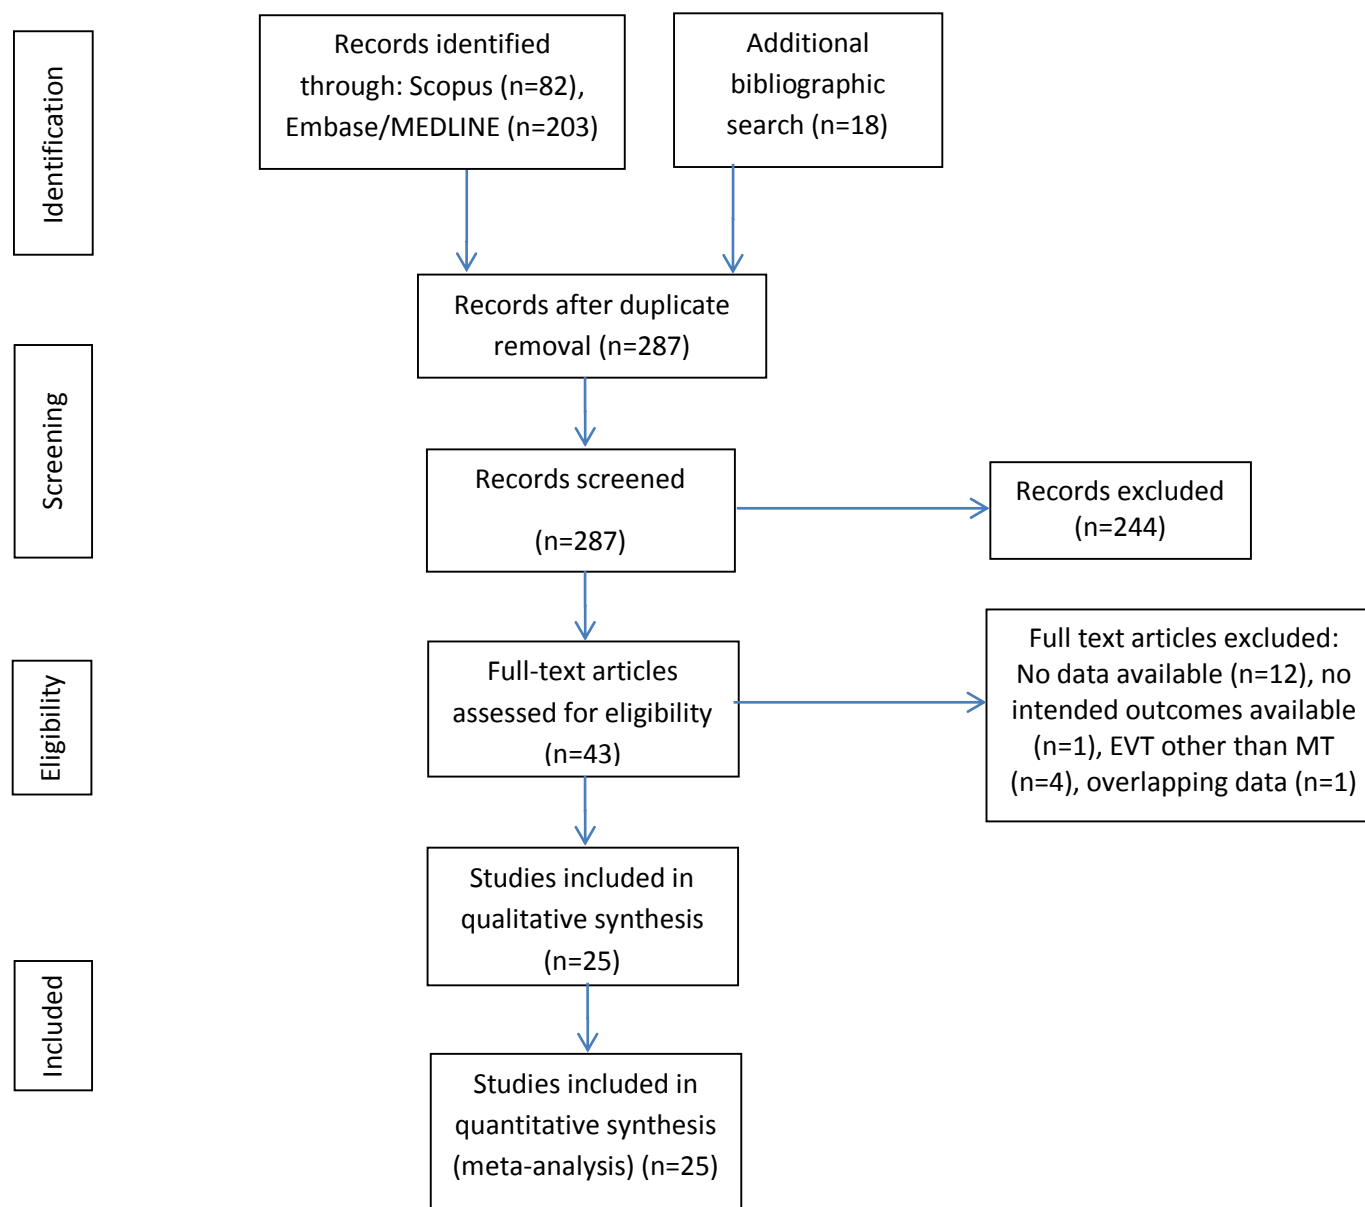 Identification
Records identified
through: Scopus (n=82),
Embase/MEDLINE (n=203)
Additional
bibliographic
search (n=18)
Records after duplicate
removal (n=287)
Screening
Records screened
(n=287)
Records excluded
(n=244)
Eligibility
Full-text articles
assessed for eligibility
(n=43)
Full text articles excluded:
No data available (n=12), no
intended outcomes available
(n=1), EVT other than MT
(n=4), overlapping data (n=1)
Studies included in
qualitative synthesis
(n=25)
Included
Studies included in
quantitative synthesis
(meta-analysis) (n=25)